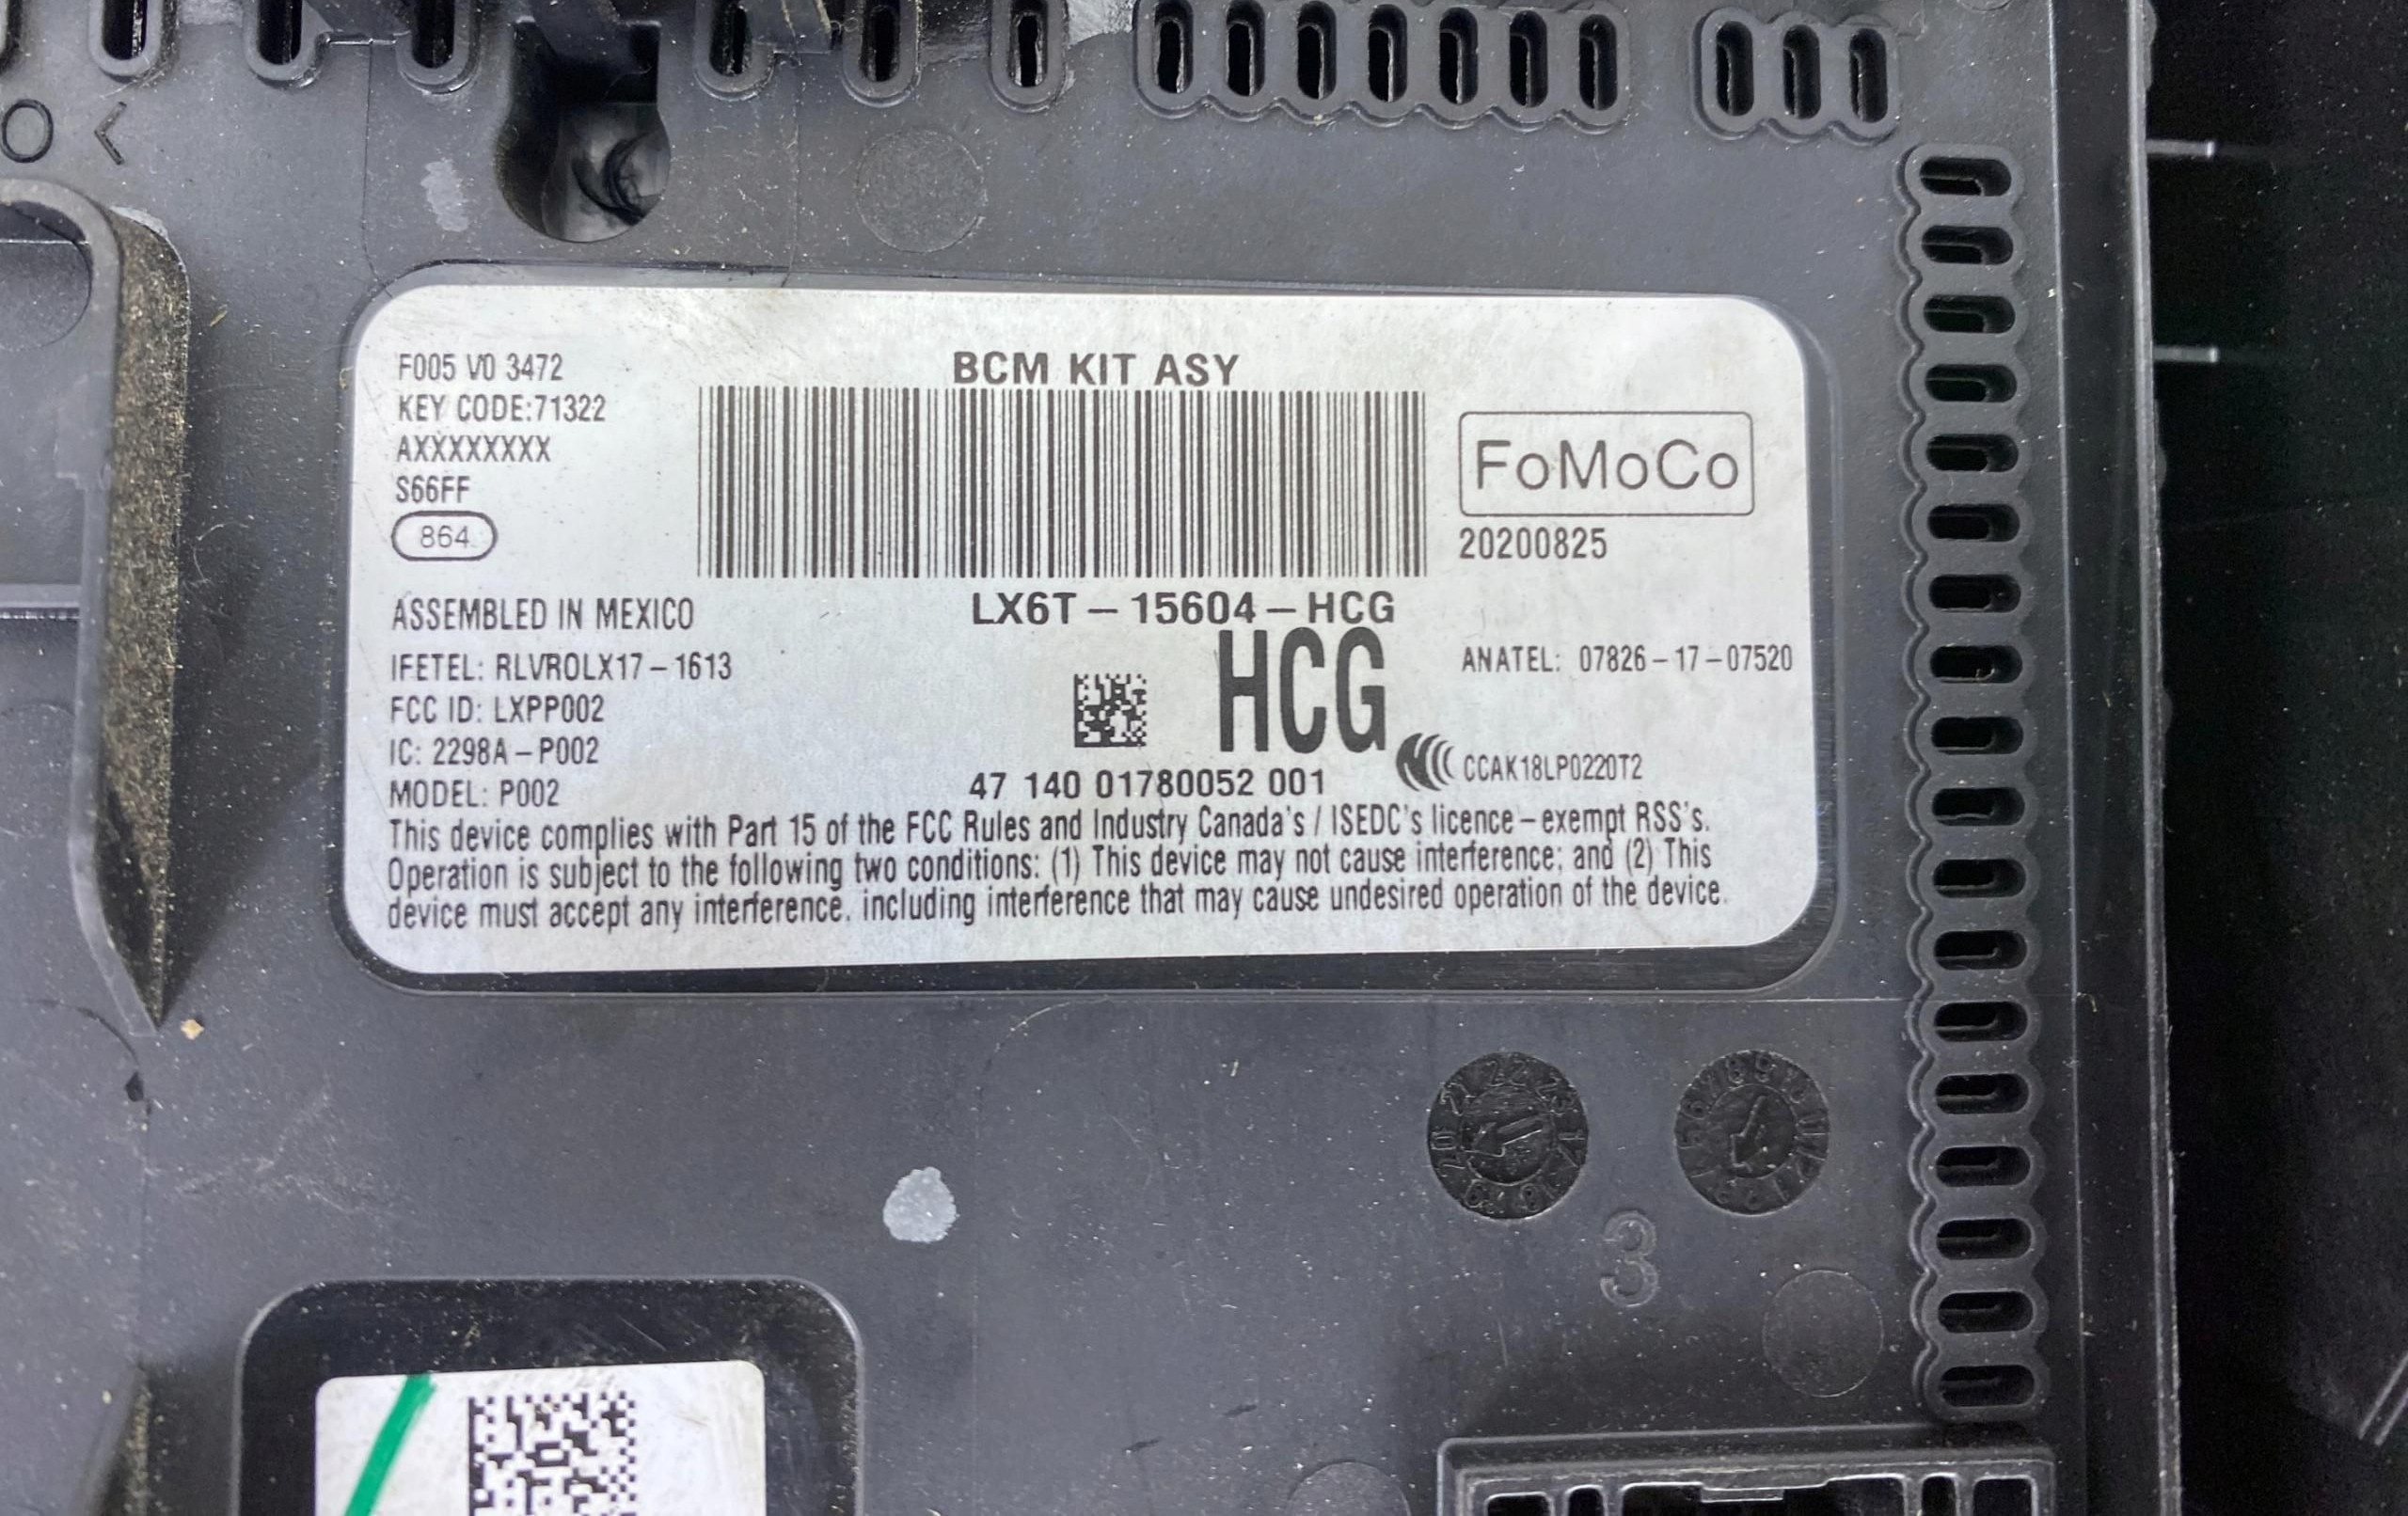 O <
F005 V0 3472
KEY CODE:71322
AXXXXXXXX
S66FF
864
BCM KIT ASY
FoMoCo
20200825
LX6T-15604-HCG
HCG
ASSEMBLED IN MEXICO
IFETEL: RLVROLX17-1613
FCC ID: LXPP002
IC: 2298A-P002
MODEL: P002
47 140 01780052 001
ANATEL: 07826-17-07520
CCAK18LP0220T2
This device complies with Part 15 of the FCC Rules and Industry Canada's / ISEDC's licence-exempt RSS's.
Operation is subject to the following two conditions: (1) This device may not cause interference; and (2) This
device must accept any interference. including interference that may cause undesired operation of the device.
3